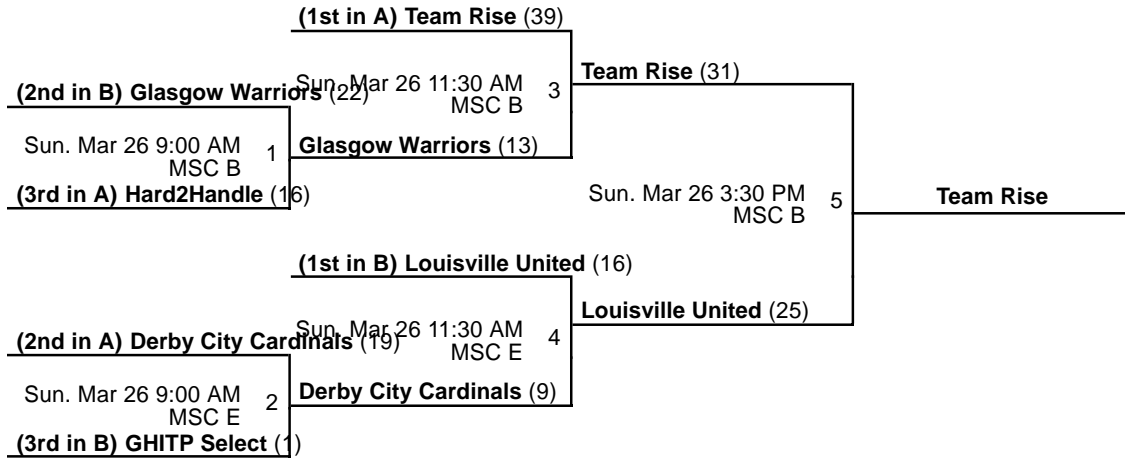 (1st in A) Team Rise (39)
Sun. Mar 26 11:30 AM
MSC B
3
Team Rise (31)
(2nd in B) Glasgow Warriors (22)
Sun. Mar 26 9:00 AM
MSC B
1
Glasgow Warriors (13)
(3rd in A) Hard2Handle (16)
Sun. Mar 26 3:30 PM
MSC B
5
Team Rise
(1st in B) Louisville United (16)
Sun. Mar 26 11:30 AM
MSC E
4
Louisville United (25)
(2nd in A) Derby City Cardinals (19)
Sun. Mar 26 9:00 AM
MSC E
2
Derby City Cardinals (9)
(3rd in B) GHITP Select (1)